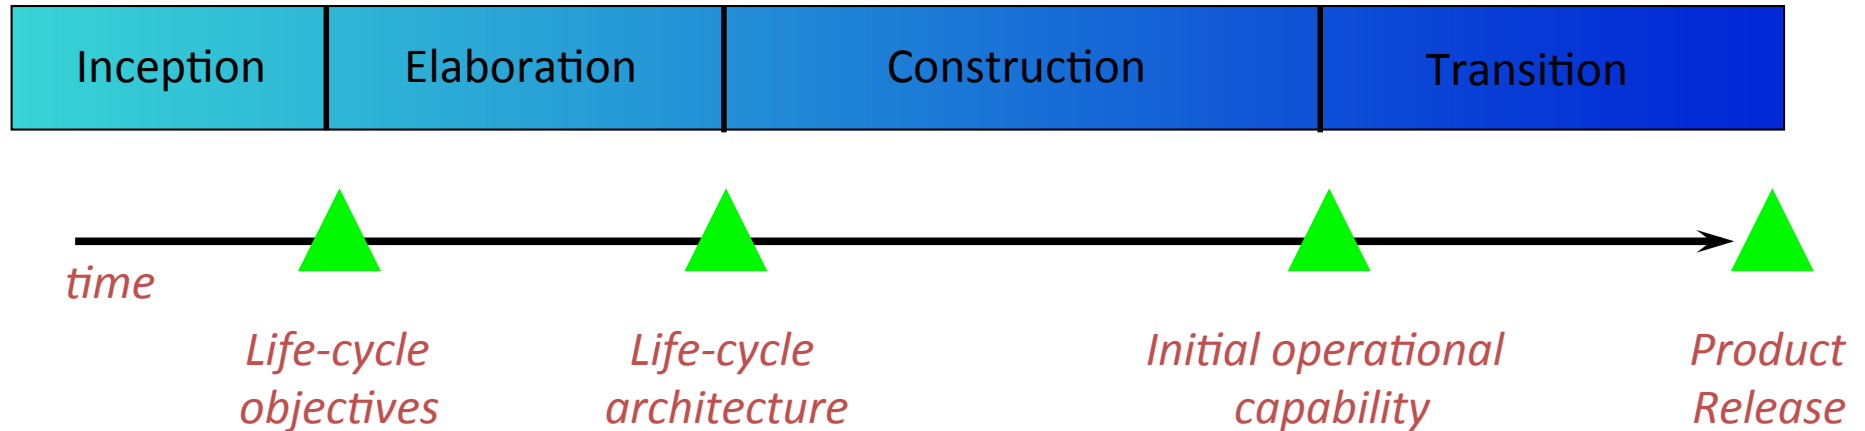 Inception
Elaboration
Construction
Transition
time
Life-cycle
objectives
Life-cycle
architecture
Initial operational
capability
Product
Release